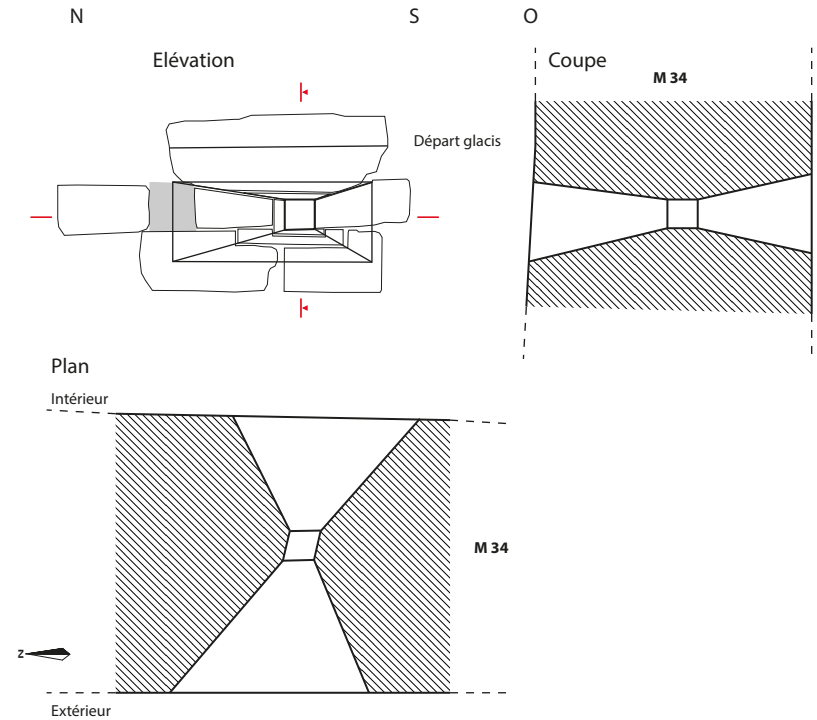 N
S
O
Elévation
Coupe
M 34
Départ glacis
Plan
Intérieur
M 34
z
Extérieur